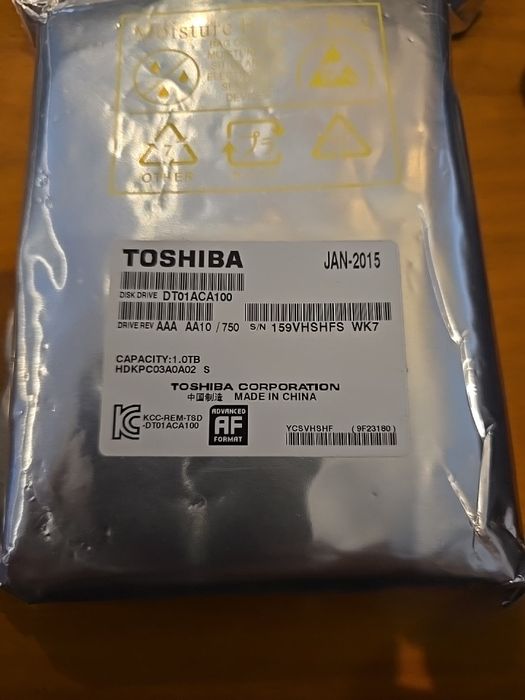 Moisture
7
OTHER
TOSHIBA JAN-2015
DISK DRIVE DT01ACA100
DRIVE REV AAA AA10 / 750 S/N 159VHSHFS WK7
CAPACITY:1.0TB
HDKPC03A0A02 S
TOSHIBA CORPORATION
中国制造 MADE IN CHINA
KCC-REM-TSD
-DT01ACA100
ADVANCED
AF
FORMAT
YCSVHSHF (9F23180)